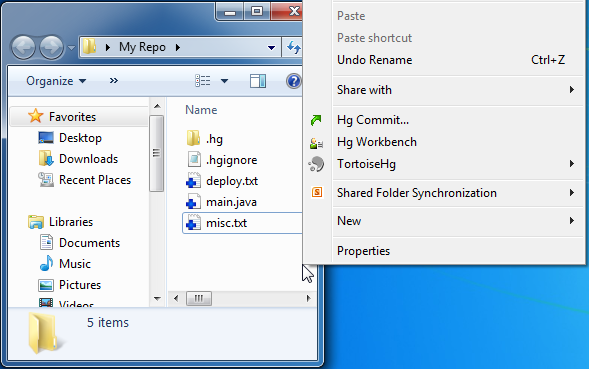 My Repo
Organize
»
Name
Favorites
Desktop
Downloads
Recent Places
Libraries
Documents
Music
Pictures
Videos
.hg
.hgignore
deploy.txt
main.java
misc.txt
5 items
Paste
Paste shortcut
Undo Rename Ctrl+Z
Share with
Hg Commit...
Hg Workbench
TortoiseHg
Shared Folder Synchronization
New
Properties